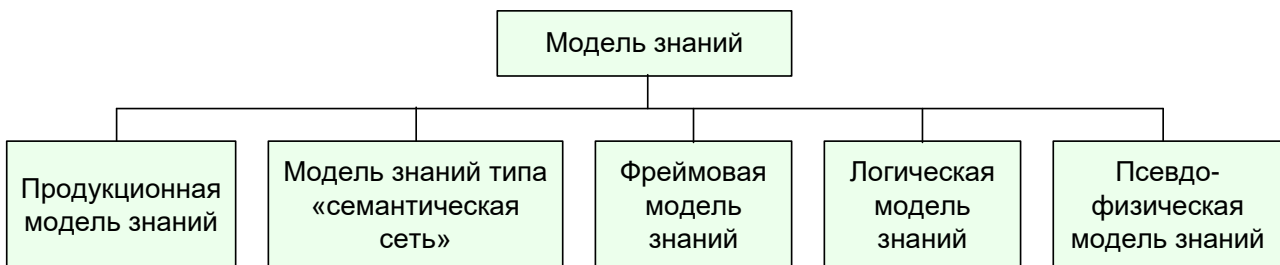 Модель знаний
Продукционная
модель знаний
Модель знаний типа
«семантическая
сеть»
Фреймовая
модель
знаний
Логическая
модель
знаний
Псевдо-
физическая
модель знаний